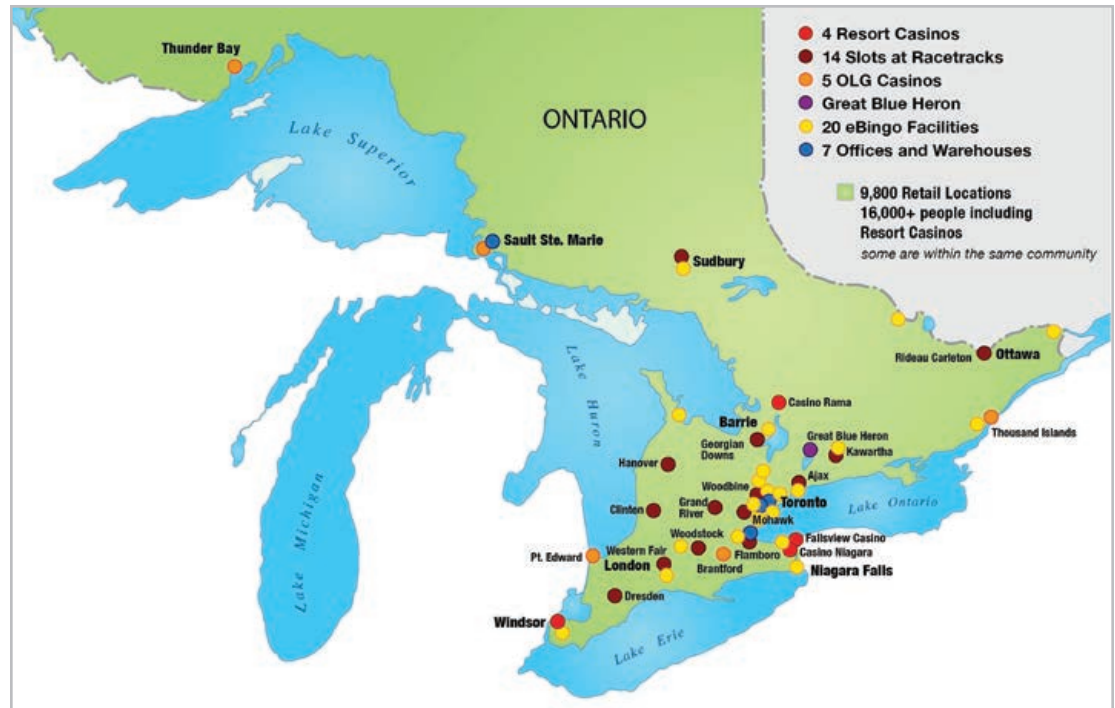 4 Resort Casinos
14 Slots at Racetracks
5 OLG Casinos
Great Blue Heron
20 eBingo Facilities
7 Offices and Warehouses
9,800 Retail Locations
16,000+ people including
Resort Casinos
some are within the same community
Thunder Bay
ONTARIO
Lake Superior
Sault Ste. Marie
Sudbury
Rideau Carleton
Ottawa
Lake Huron
Casino Rama
Thousand Islands
Barrie
Georgian
Downs
Great Blue Heron
Kawartha
Hanover
Ajax
Woodbine
Toronto
Lake Ontario
Clinton
Grand
River
Mohawk
Lake Michigan
Woodstock
Fallsview Casino
Pt. Edward
Western Fair
Flamboro
Casino Niagara
London
Brantford
Niagara Falls
Dresden
Windsor
Lake Erie